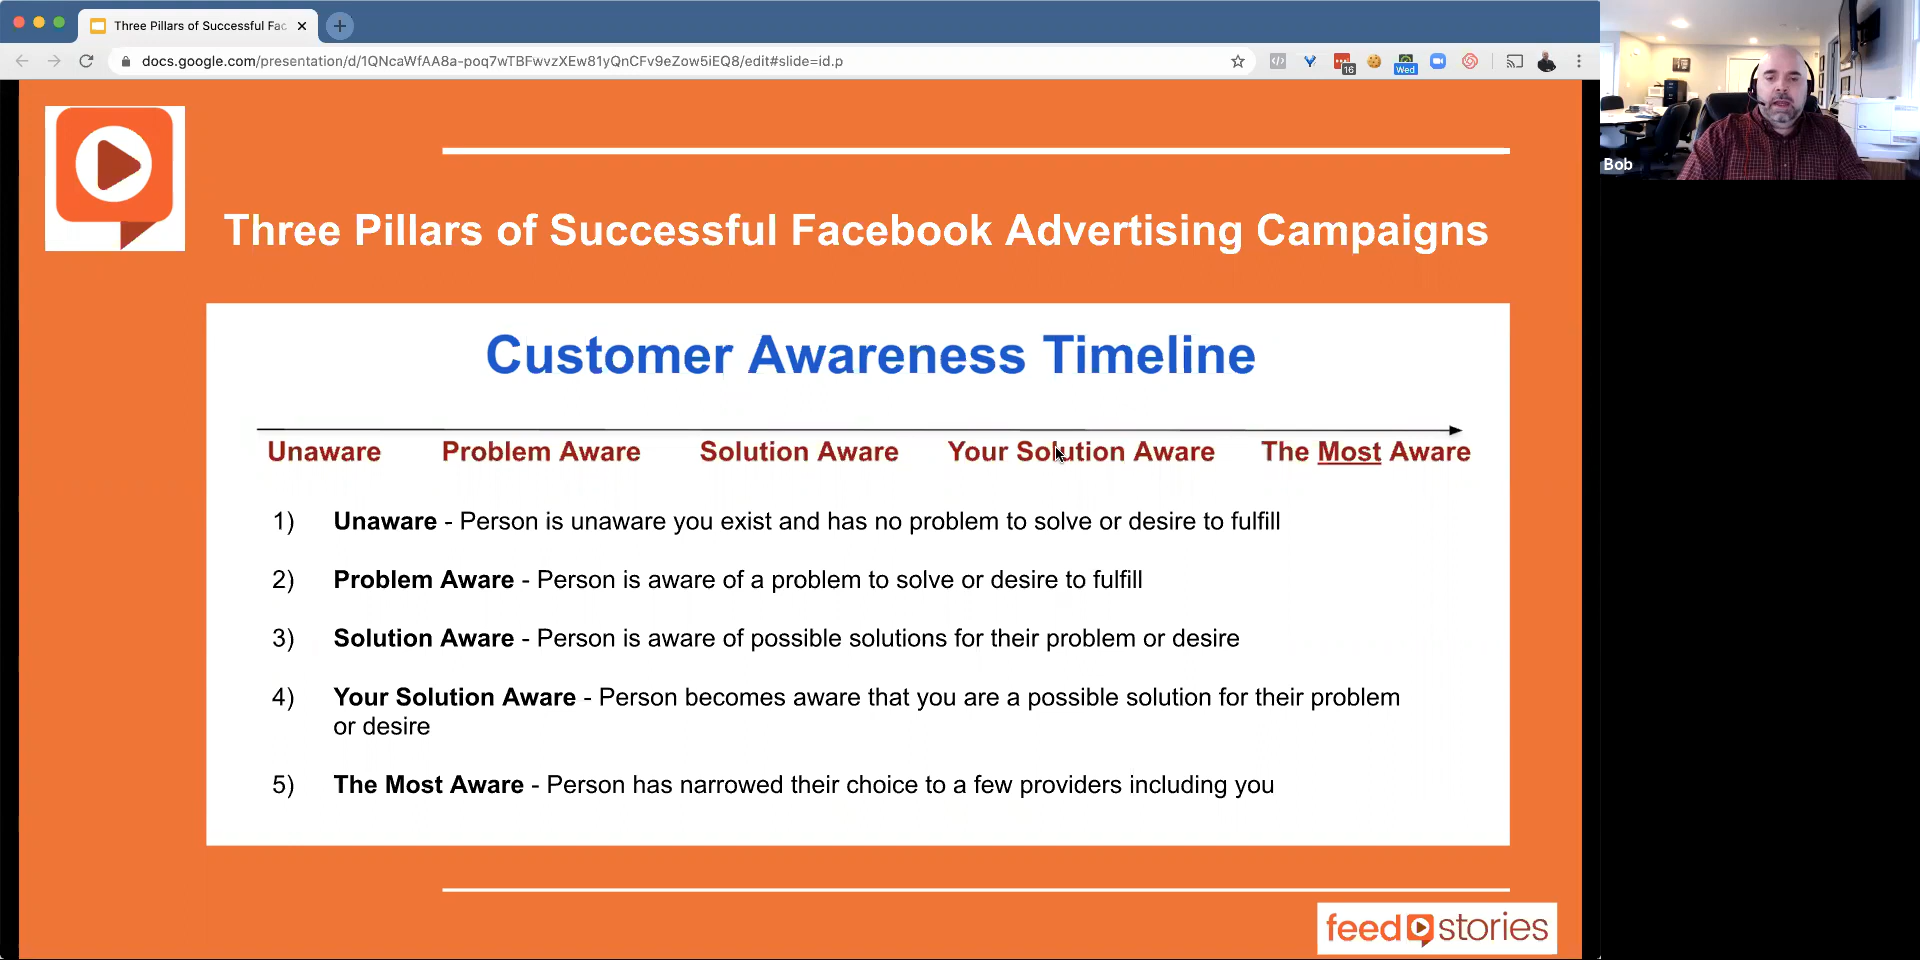 Three Pillars of Successful Fac
docs.google.com/presentation/d/1QNcaWfAA8a-poq7wTBFwvzXEw81yQnCFv9eZow5iEQ8/edit#slide=id.p
16
Wed
Bob
Three Pillars of Successful Facebook Advertising Campaigns
Customer Awareness Timeline
Unaware Problem Aware Solution Aware Your Solution Aware The Most Aware
1) Unaware - Person is unaware you exist and has no problem to solve or desire to fulfill
2) Problem Aware - Person is aware of a problem to solve or desire to fulfill
3) Solution Aware - Person is aware of possible solutions for their problem or desire
4) Your Solution Aware - Person becomes aware that you are a possible solution for their problem
or desire
5) The Most Aware - Person has narrowed their choice to a few providers including you
feed stories